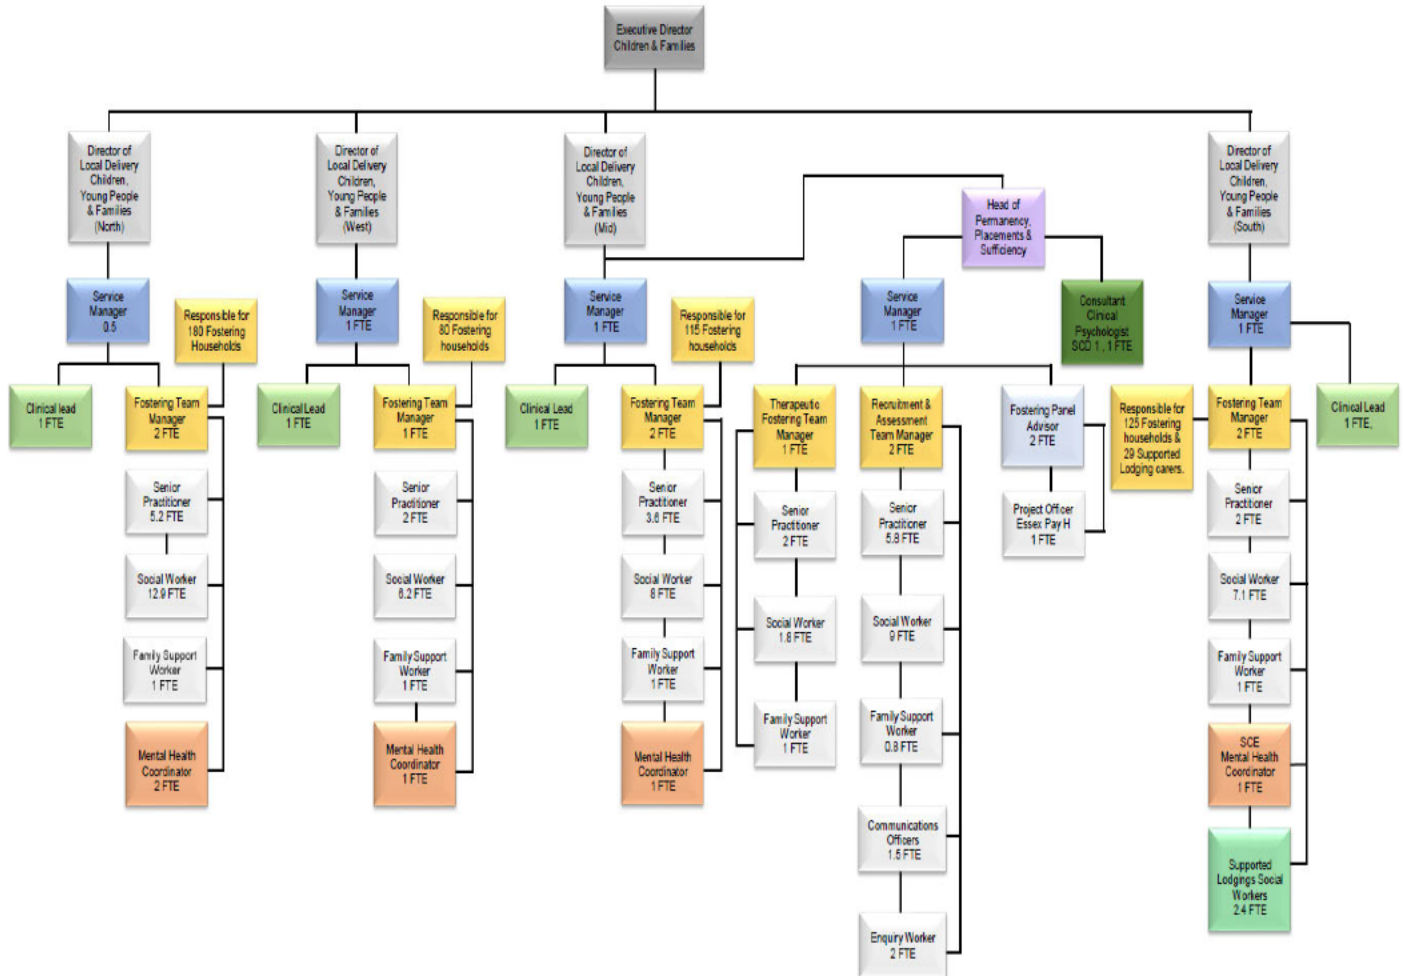 Executive Director
Children & Families
Director of
Local Delivery
Children,
Young People
& Families
(North)
Director of
Local Delivery
Children,
Young People
& Families
(West)
Director of
Local Delivery
Children,
Young People
& Families
(Mid)
Head of
Permanency,
Placements &
Sufficiency
Director of
Local Delivery
Children,
Young People
& Families
(South)
Service
Manager
0.5
Responsible for
180 Fostering
Households
Service
Manager
1 FTE
Responsible for
80 Fostering
households
Service
Manager
1 FTE
Responsible for
115 Fostering
households
Service
Manager
1 FTE
Consultant
Clinical
Psychologist
SCD 1 , 1 FTE
Service
Manager
1 FTE
Clinical lead
1 FTE
Fostering Team
Manager
2 FTE
Clinical Lead
1 FTE
Fostering Team
Manager
1 FTE
Clinical Lead
1 FTE
Fostering Team
Manager
2 FTE
Therapeutic
Fostering Team
Manager
1 FTE
Recruitment &
Assessment
Team Manager
2 FTE
Fostering Panel
Advisor
2 FTE
Responsible for
125 Fostering
households &
29 Supported
Lodging carers.
Fostering Team
Manager
2 FTE
Clinical Lead
1 FTE,
Senior
Practitioner
5.2 FTE
Senior
Practitioner
2 FTE
Senior
Practitioner
3.6 FTE
Senior
Practitioner
2 FTE
Senior
Practitioner
5.8 FTE
Project Officer
Essex Pay H
1 FTE
Senior
Practitioner
2 FTE
Social Worker
12.9 FTE
Social Worker
6.2 FTE
Social Worker
8 FTE
Social Worker
1.8 FTE
Social Worker
9 FTE
Social Worker
7.1 FTE
Family Support
Worker
1 FTE
Family Support
Worker
1 FTE
Family Support
Worker
1 FTE
Family Support
Worker
1 FTE
Family Support
Worker
0.8 FTE
Family Support
Worker
1 FTE
Mental Health
Coordinator
2 FTE
Mental Health
Coordinator
1 FTE
Mental Health
Coordinator
1 FTE
SCE
Mental Health
Coordinator
1 FTE
Communications
Officers
1.5 FTE
Supported
Lodgings Social
Workers
2.4 FTE
Enquiry Worker
2 FTE